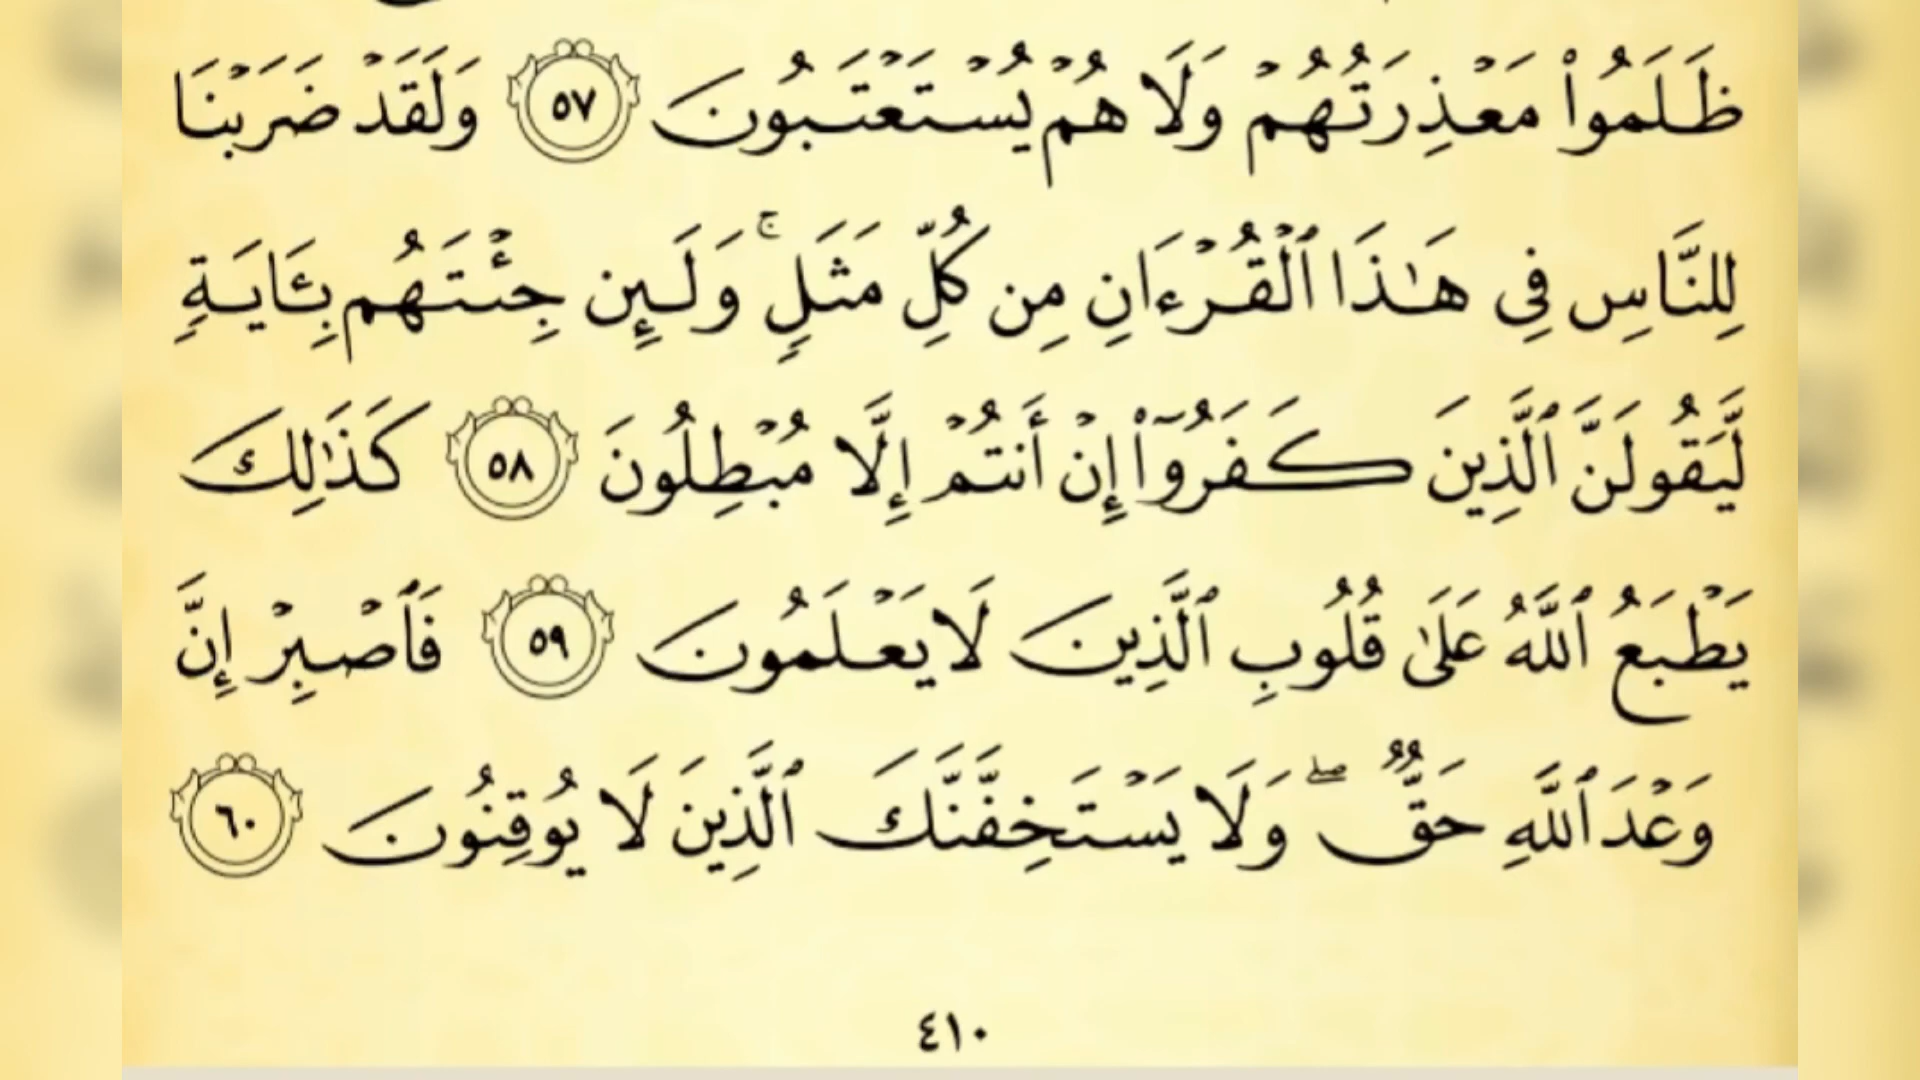 ظَلَمُوا۟ مَعْذِرَتُهُمْ وَلَا هُمْ يُسْتَعْتَبُونَ ٥٧ وَلَقَدْ ضَرَبْنَا
لِلنَّاسِ فِى هَـٰذَا ٱلْقُرْءَانِ مِن كُلِّ مَثَلٍۢ ۚ وَلَئِن جِئْتَهُم بِـَٔايَةٍۢ
لَّيَقُولَنَّ ٱلَّذِينَ كَفَرُوٓا۟ إِنْ أَنتُمْ إِلَّا مُبْطِلُونَ ٥٨ كَذَٰلِكَ
يَطْبَعُ ٱللَّهُ عَلَىٰ قُلُوبِ ٱلَّذِينَ لَا يَعْلَمُونَ ٥٩ فَٱصْبِرْ إِنَّ
وَعْدَ ٱللَّهِ حَقٌّۭ ۖ وَلَا يَسْتَخِفَّنَّكَ ٱلَّذِينَ لَا يُوقِنُونَ ٦٠
٤١٠